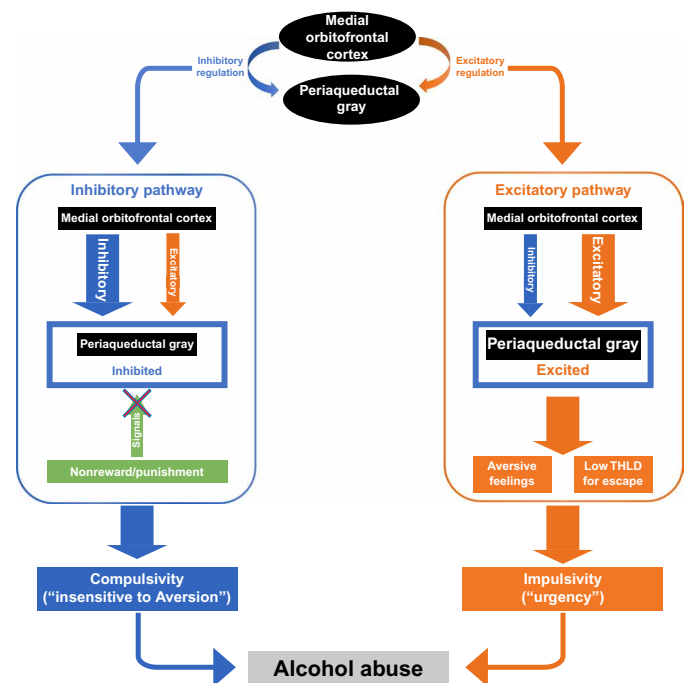 Medial
orbitofrontal
cortex
Inhibitory
regulation
Excitatory
regulation
Periaqueductal
gray
Inhibitory pathway
Medial orbitofrontal cortex
Inhibitory
Excitatory
Periaqueductal gray
Inhibited
Signals
Nonreward/punishment
Compulsivity
(“insensitive to Aversion”)
Excitatory pathway
Medial orbitofrontal cortex
Inhibitory
Excitatory
Periaqueductal gray
Excited
Aversive
feelings
Low THLD
for escape
Impulsivity
(“urgency”)
Alcohol abuse